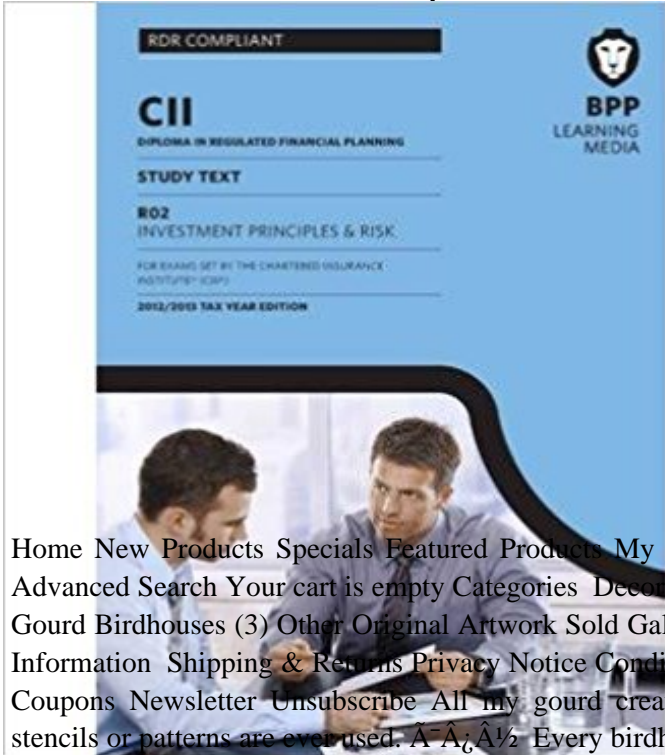 RDR COMPLIANT
CII
DIPLOMA IN REGULATED FINANCIAL PLANNING
STUDY TEXT
R02
INVESTMENT PRINCIPLES & RISK
FOR EXAMS SET BY THE CHARTERED INSURANCE
INSTITUTE (CII)
2012/2013 TAX YEAR EDITION
BPP
LEARNING
MEDIA
Home New Products Specials Featured Products My
Advanced Search Your cart is empty Categories Decor
Gourd Birdhouses (3) Other Original Artwork Sold Gal
Information Shipping & Returns Privacy Notice Condi
Coupons Newsletter Unsubscribe All my gourd crea
stencils or patterns are ever used. Ã¯Â¿Â½ Every birdh